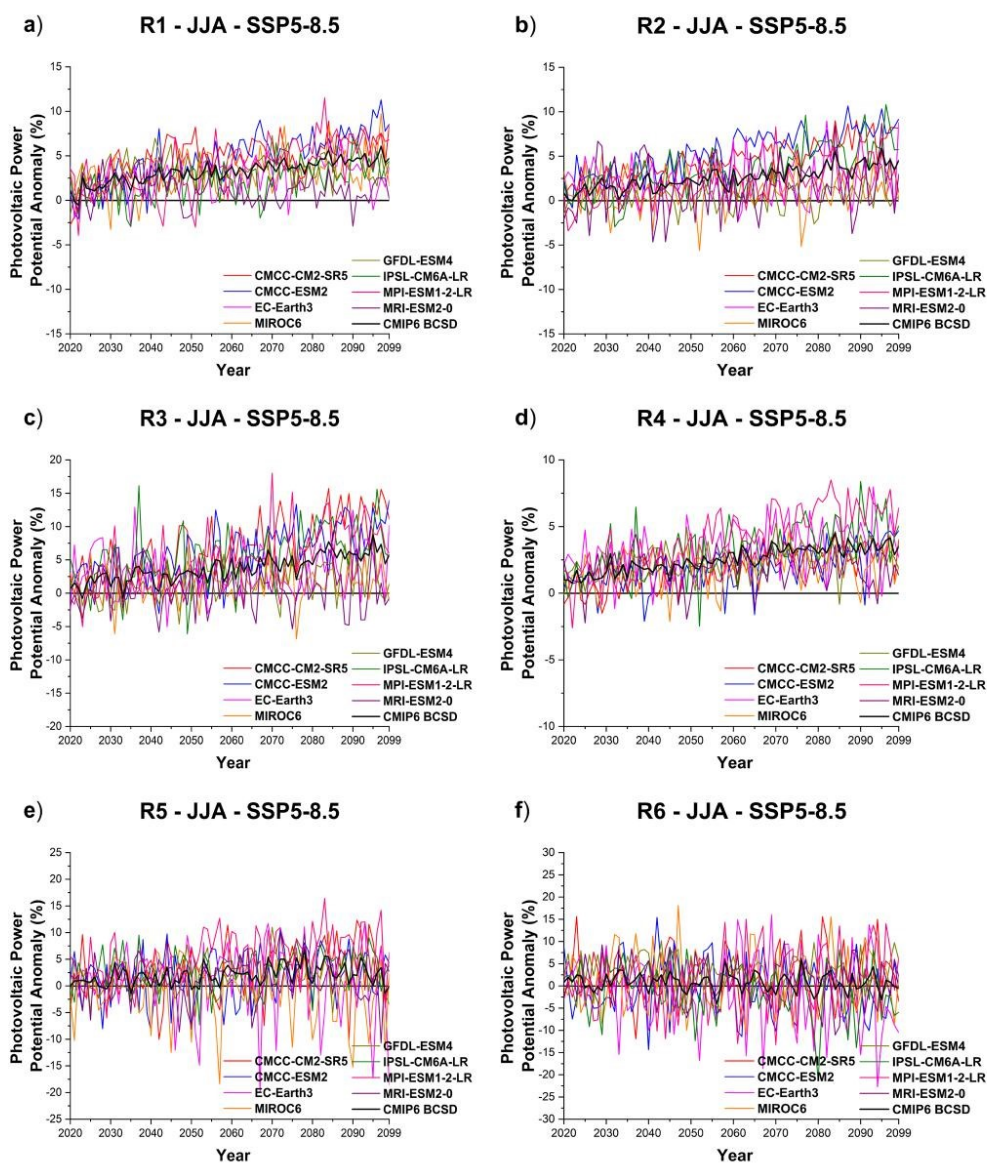 a)
R1 - JJA - SSP5-8.5
Photovoltaic Power
Potential Anomaly (%)
15
10
5
0
-5
-10
-15
CMCC-CM2-SR5
CMCC-ESM2
EC-Earth3
MIROC6
GFDL-ESM4
IPSL-CM6A-LR
MPI-ESM1-2-LR
MRI-ESM2-0
CMIP6 BCSD
2020 2030 2040 2050 2060 2070 2080 2090 2099
Year
b)
R2 - JJA - SSP5-8.5
Photovoltaic Power
Potential Anomaly (%)
15
10
5
0
-5
-10
-15
CMCC-CM2-SR5
CMCC-ESM2
EC-Earth3
MIROC6
GFDL-ESM4
IPSL-CM6A-LR
MPI-ESM1-2-LR
MRI-ESM2-0
CMIP6 BCSD
2020 2030 2040 2050 2060 2070 2080 2090 2099
Year
c)
R3 - JJA - SSP5-8.5
Photovoltaic Power
Potential Anomaly (%)
20
15
10
5
0
-5
-10
-15
-20
CMCC-CM2-SR5
CMCC-ESM2
EC-Earth3
MIROC6
GFDL-ESM4
IPSL-CM6A-LR
MPI-ESM1-2-LR
MRI-ESM2-0
CMIP6 BCSD
2020 2030 2040 2050 2060 2070 2080 2090 2099
Year
d)
R4 - JJA - SSP5-8.5
Photovoltaic Power
Potential Anomaly (%)
10
5
0
-5
-10
CMCC-CM2-SR5
CMCC-ESM2
EC-Earth3
MIROC6
GFDL-ESM4
IPSL-CM6A-LR
MPI-ESM1-2-LR
MRI-ESM2-0
CMIP6 BCSD
2020 2030 2040 2050 2060 2070 2080 2090 2099
Year
e)
R5 - JJA - SSP5-8.5
Photovoltaic Power
Potential Anomaly (%)
25
20
15
10
5
0
-5
-10
-15
-20
-25
CMCC-CM2-SR5
CMCC-ESM2
EC-Earth3
MIROC6
GFDL-ESM4
IPSL-CM6A-LR
MPI-ESM1-2-LR
MRI-ESM2-0
CMIP6 BCSD
2020 2030 2040 2050 2060 2070 2080 2090 2099
Year
f)
R6 - JJA - SSP5-8.5
Photovoltaic Power
Potential Anomaly (%)
30
25
20
15
10
5
0
-5
-10
-15
-20
-25
-30
CMCC-CM2-SR5
CMCC-ESM2
EC-Earth3
MIROC6
GFDL-ESM4
IPSL-CM6A-LR
MPI-ESM1-2-LR
MRI-ESM2-0
CMIP6 BCSD
2020 2030 2040 2050 2060 2070 2080 2090 2099
Year